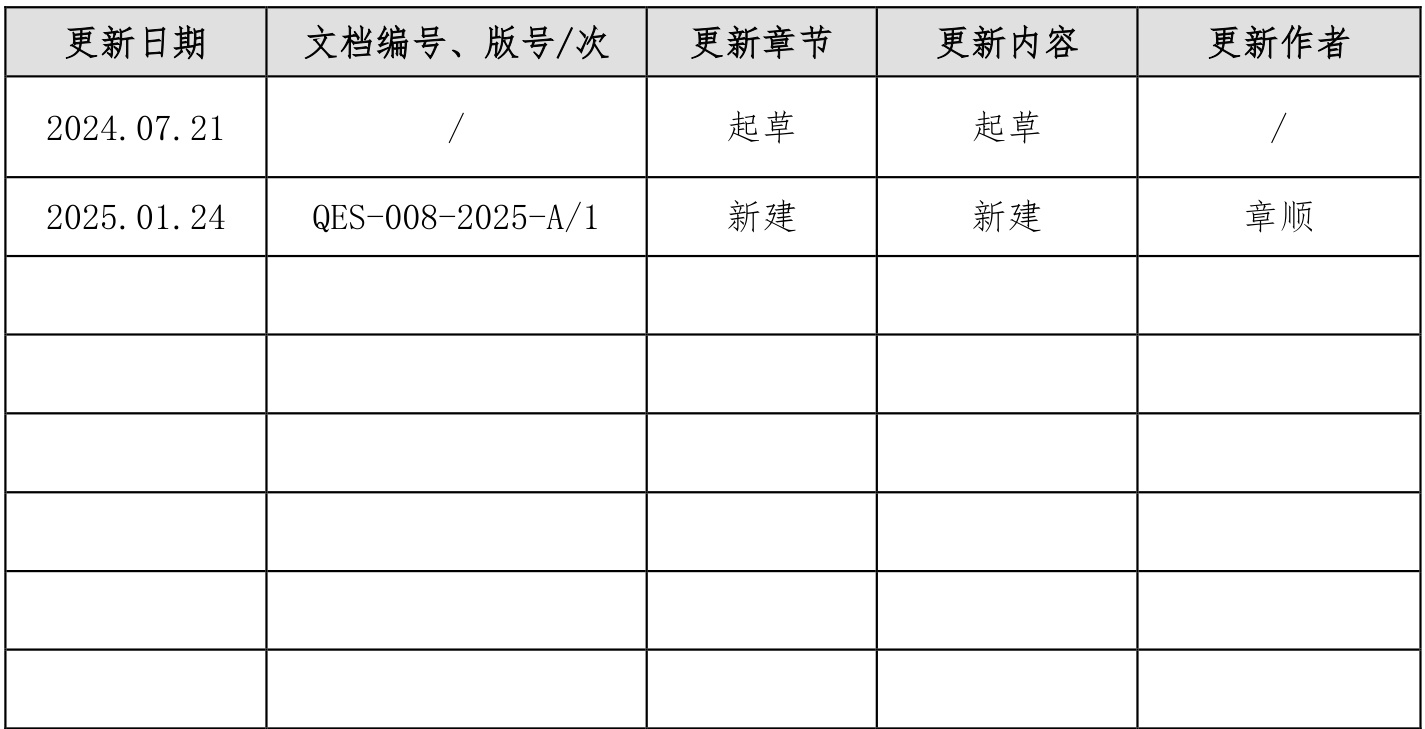 更新日期 文档编号、版号/次 更新章节 更新内容 更新作者
2024.07.21 / 起草 起草 /
2025.01.24 QES-008-2025-A/1 新建 新建 章顺